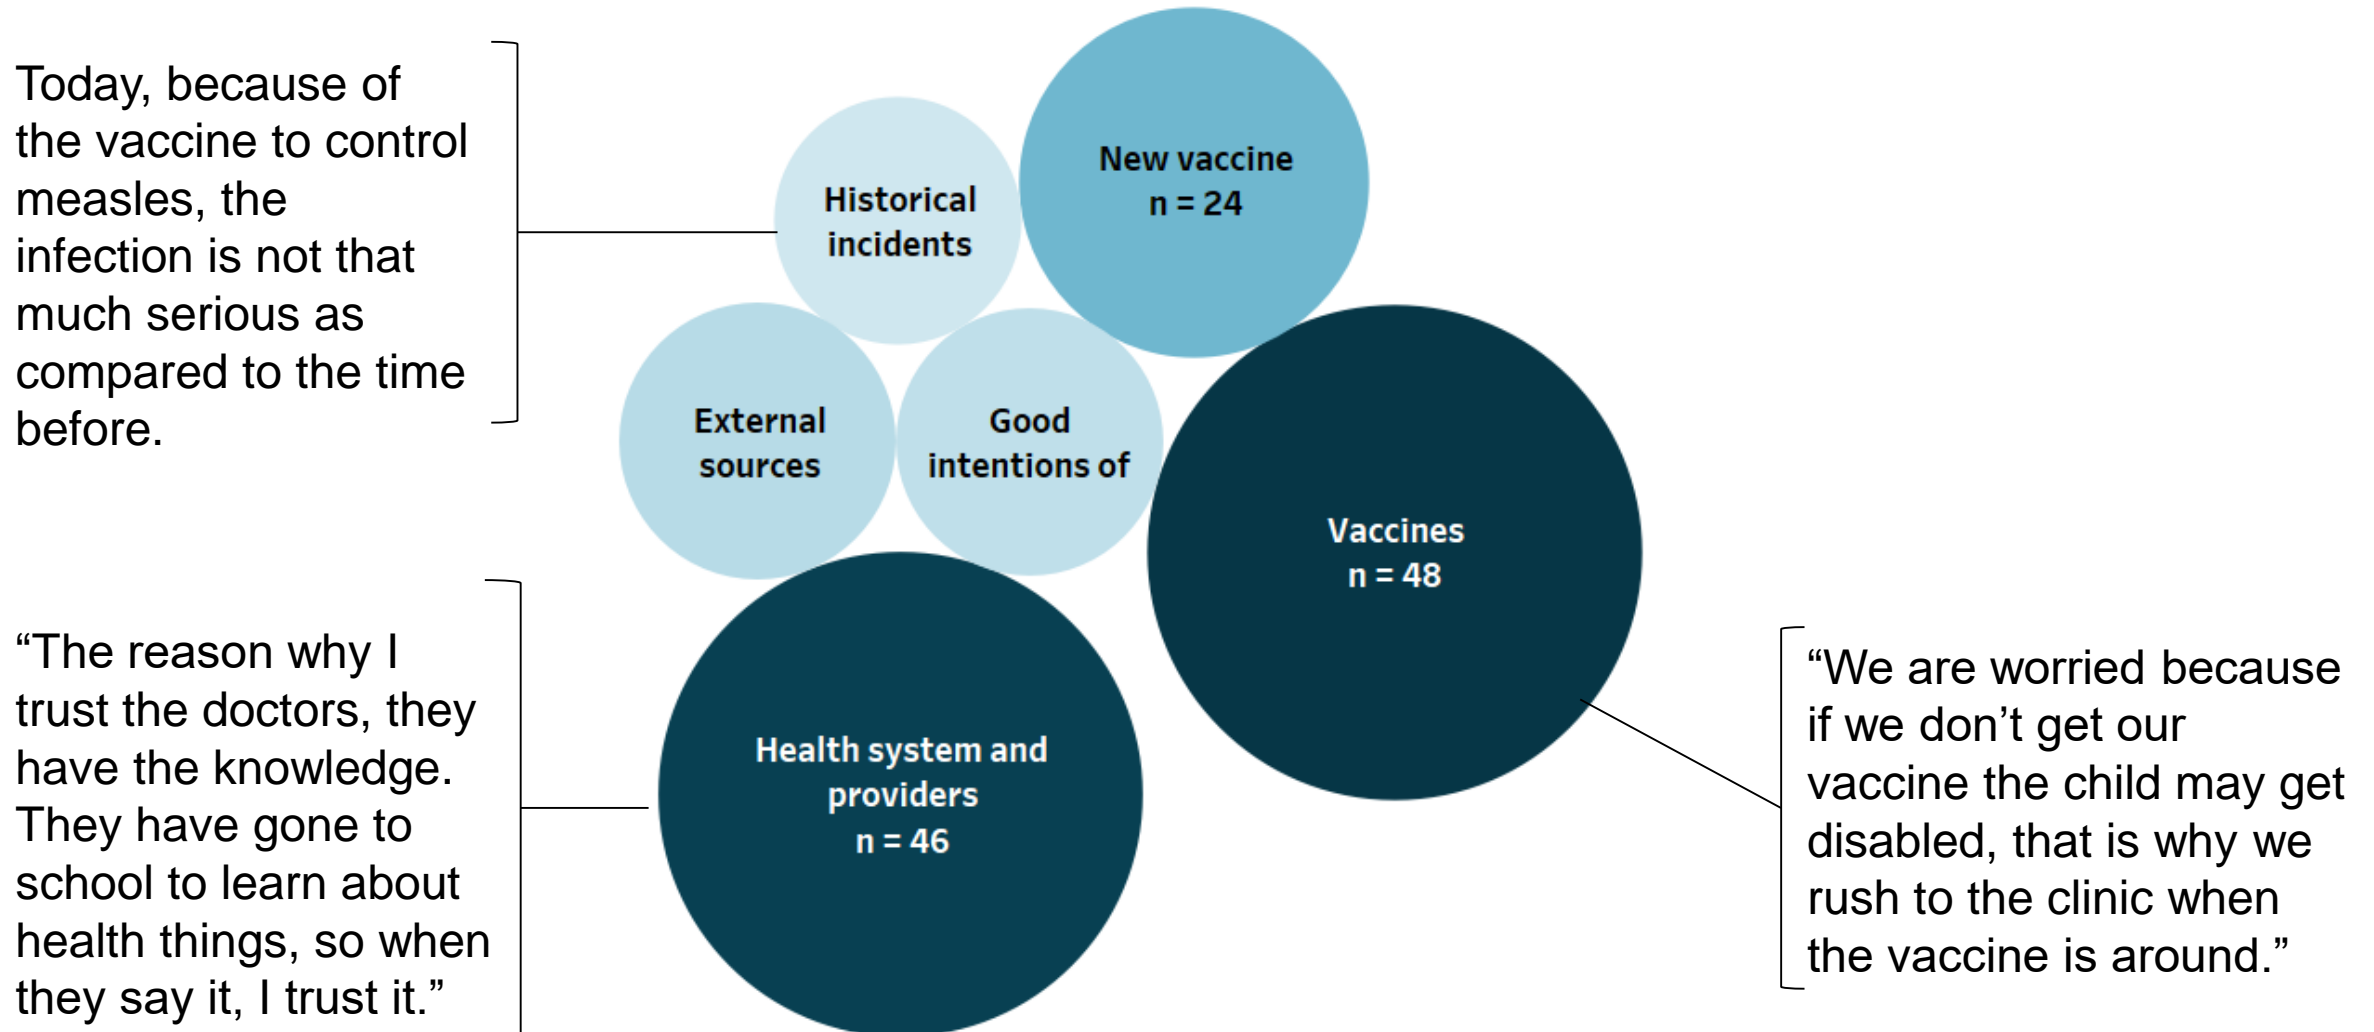 Today, because of
the vaccine to control
measles, the
infection is not that
much serious as
compared to the time
before.
Historical
incidents
New vaccine
n = 24
External
sources
Good
intentions of
Vaccines
n = 48
“The reason why I
trust the doctors, they
have the knowledge.
They have gone to
school to learn about
health things, so when
they say it, I trust it.”
Health system and
providers
n = 46
“We are worried because
if we don’t get our
vaccine the child may get
disabled, that is why we
rush to the clinic when
the vaccine is around.”